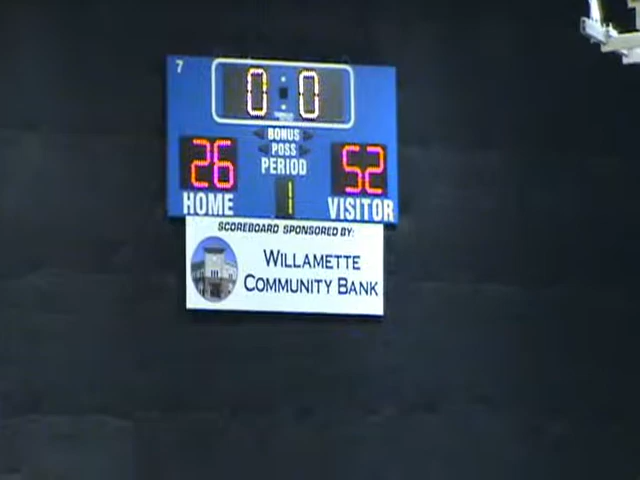 7
0:0
BONUS
POSS
PERIOD
26 1 52
HOME VISITOR
SCOREBOARD SPONSORED BY:
WILLAMETTE
COMMUNITY BANK